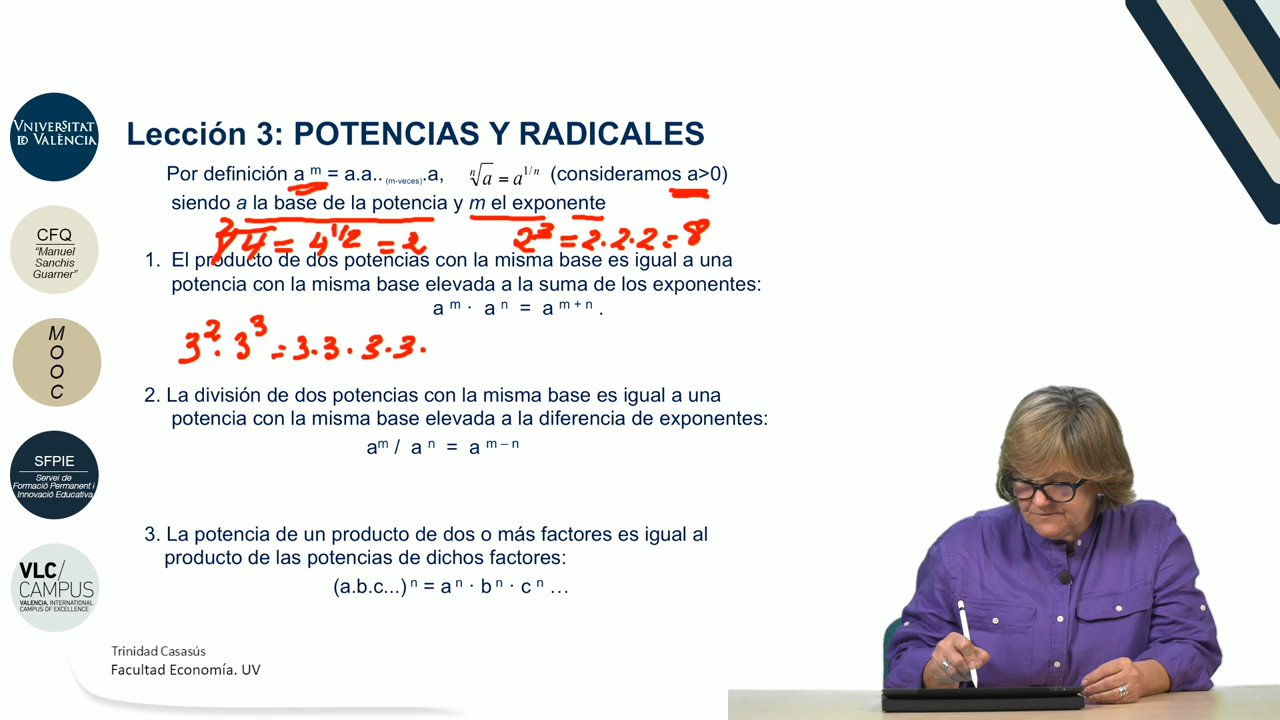 VNIVERSITAT
ID VALÈNCIA
CFQ
"Manuel
Sanchis
Guarner"
M
O
O
C
SFPIE
Servei de
Formació Permanent i
Innovació Educativa
VLC/
CAMPUS
VALENCIA, INTERNATIONAL
CAMPUS OF EXCELLENCE
Lección 3: POTENCIAS Y RADICALES
Por definición a ᵐ = a.a.. (m-veces).a, ⁿ√a = a^1/n (consideramos a>0)
siendo a la base de la potencia y m el exponente
²√4 = 4^1/2 = 2 2³ = 2·2·2 = 8
1. El producto de dos potencias con la misma base es igual a una
potencia con la misma base elevada a la suma de los exponentes:
a ᵐ · a ⁿ = a ᵐ ⁺ ⁿ .
3² · 3³ = 3·3·3·3·
2. La división de dos potencias con la misma base es igual a una
potencia con la misma base elevada a la diferencia de exponentes:
aᵐ / a ⁿ = a ᵐ – ⁿ
3. La potencia de un producto de dos o más factores es igual al
producto de las potencias de dichos factores:
(a.b.c...) ⁿ = a ⁿ · b ⁿ · c ⁿ …
Trinidad Casasús
Facultad Economía. UV